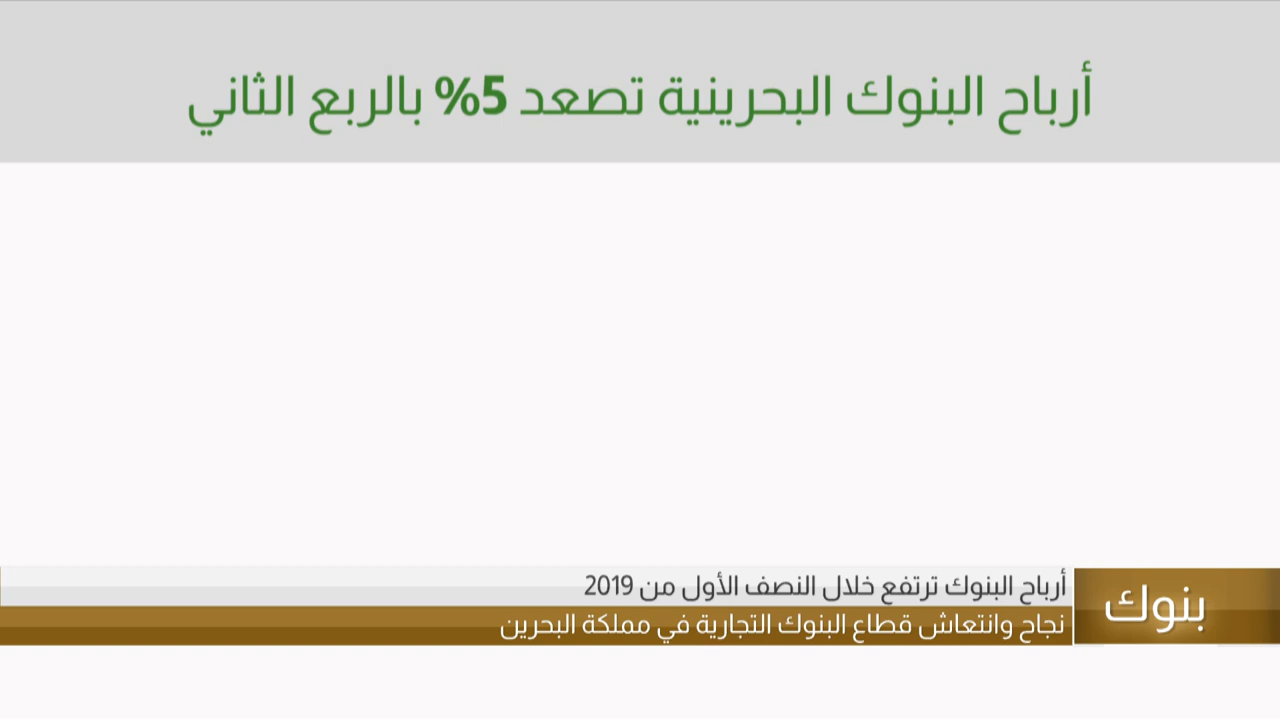 أرباح البنوك البحرينية تصعد 5% بالربع الثاني
بنوك
أرباح البنوك ترتفع خلال النصف الأول من 2019
نجاح وانتعاش قطاع البنوك التجارية في مملكة البحرين